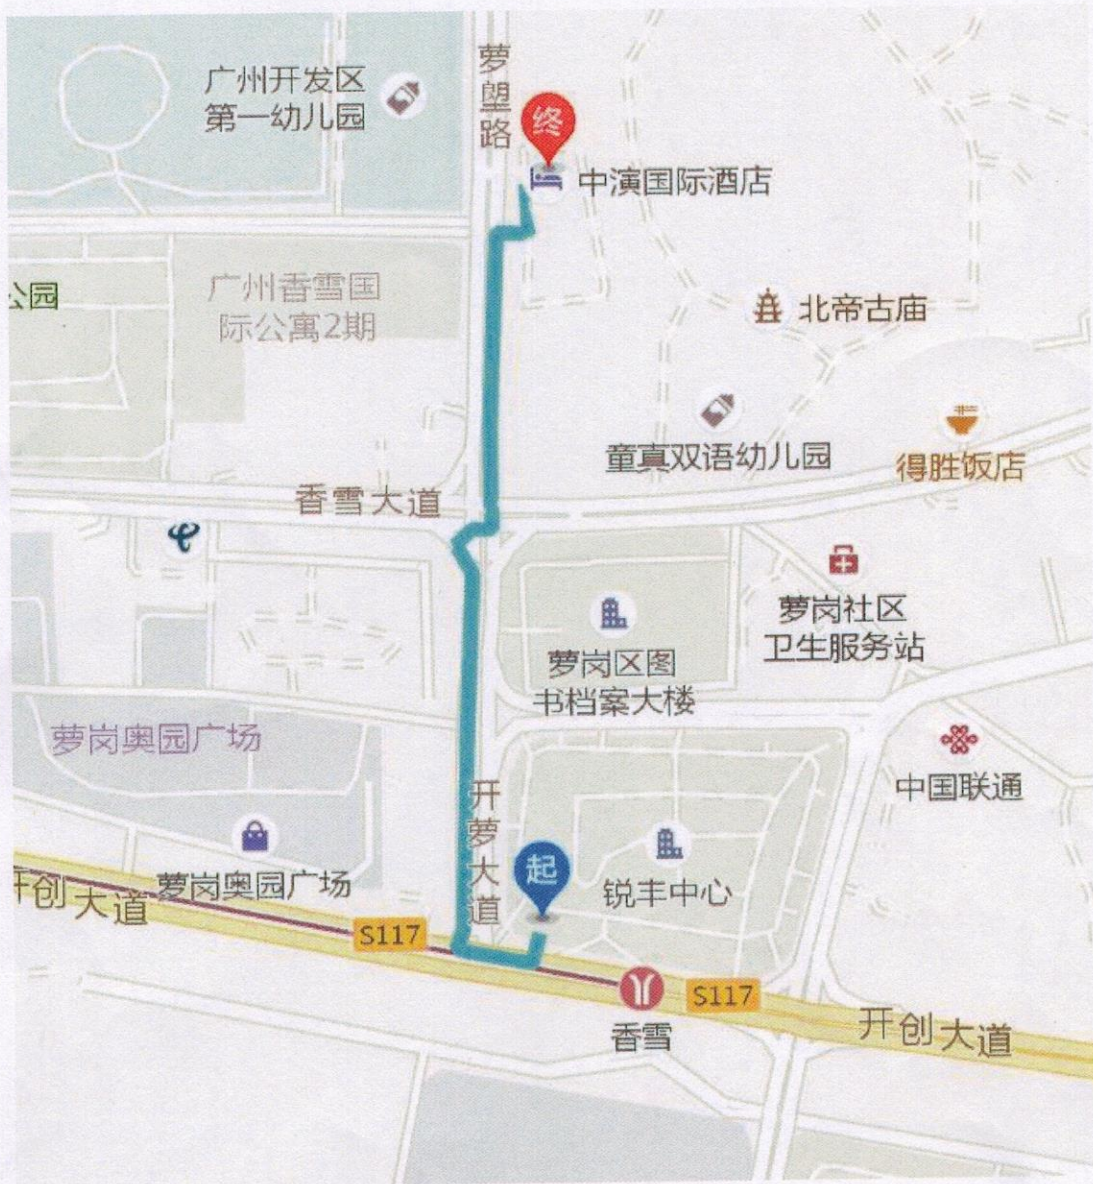 广州开发区
第一幼儿园
萝塱路
终
中演国际酒店
公园
广州香雪国
际公寓2期
北帝古庙
童真双语幼儿园
得胜饭店
香雪大道
萝岗社区
卫生服务站
萝岗区图
书档案大楼
萝岗奥园广场
中国联通
开萝大道
起
锐丰中心
萝岗奥园广场
开创大道
S117
S117
香雪
开创大道